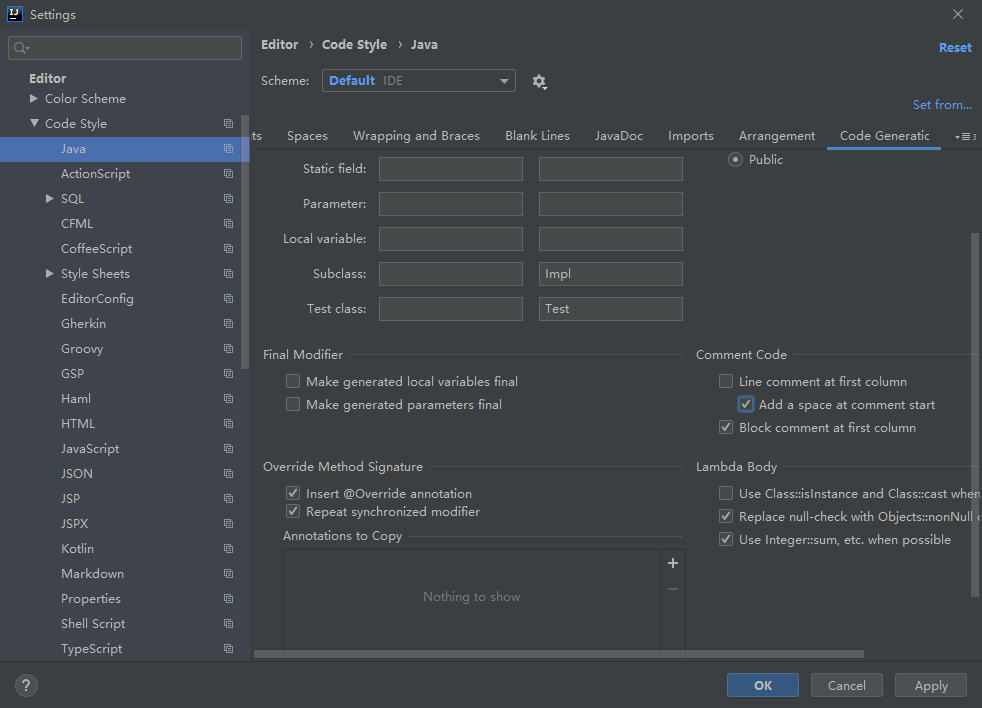 IJ Settings
Editor
Color Scheme
Code Style
Java
ActionScript
SQL
CFML
CoffeeScript
Style Sheets
EditorConfig
Gherkin
Groovy
GSP
Haml
HTML
JavaScript
JSON
JSP
JSPX
Kotlin
Markdown
Properties
Shell Script
TypeScript
Editor › Code Style › Java
Reset
Scheme: Default IDE
Set from...
ts Spaces Wrapping and Braces Blank Lines JavaDoc Imports Arrangement Code Generatic 3
Static field:
Public
Parameter:
Local variable:
Subclass: Impl
Test class: Test
Final Modifier
Make generated local variables final
Make generated parameters final
Comment Code
Line comment at first column
Add a space at comment start
Block comment at first column
Override Method Signature
Insert @Override annotation
Repeat synchronized modifier
Annotations to Copy
Nothing to show
Lambda Body
Use Class::isInstance and Class::cast when
Replace null-check with Objects::nonNull
Use Integer::sum, etc. when possible
?
OK Cancel Apply